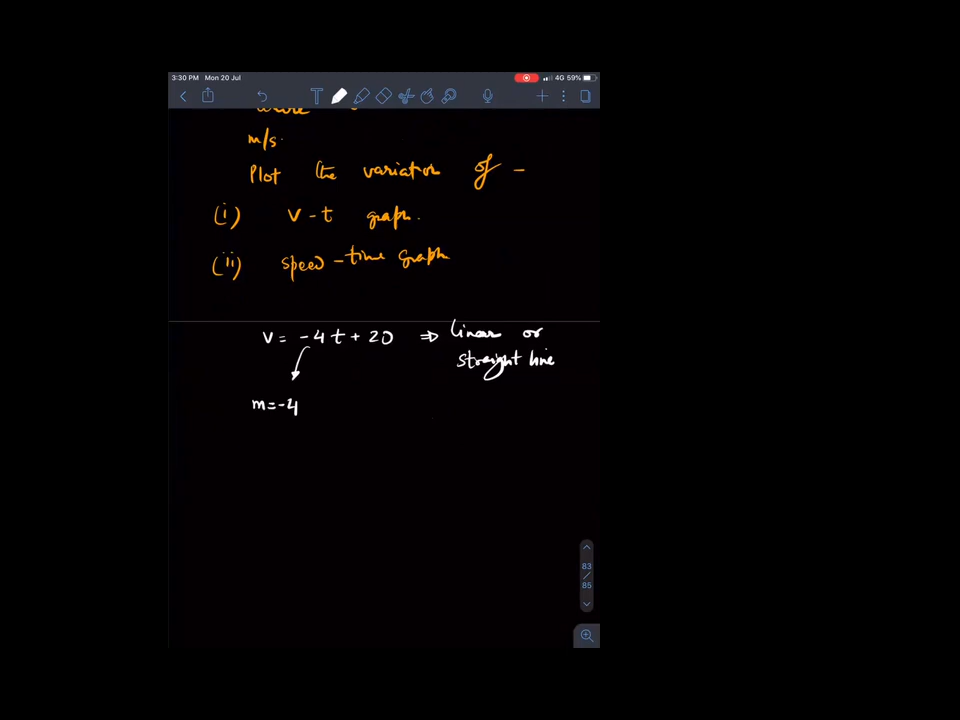 3:30 PM Mon 20 Jul
4G 59%
m/s.
Plot the variation of -
(i) v - t graph.
(ii) speed - time graph
v = -4t + 20 ⇒ linear or
straight line
m = -4
83
/
85